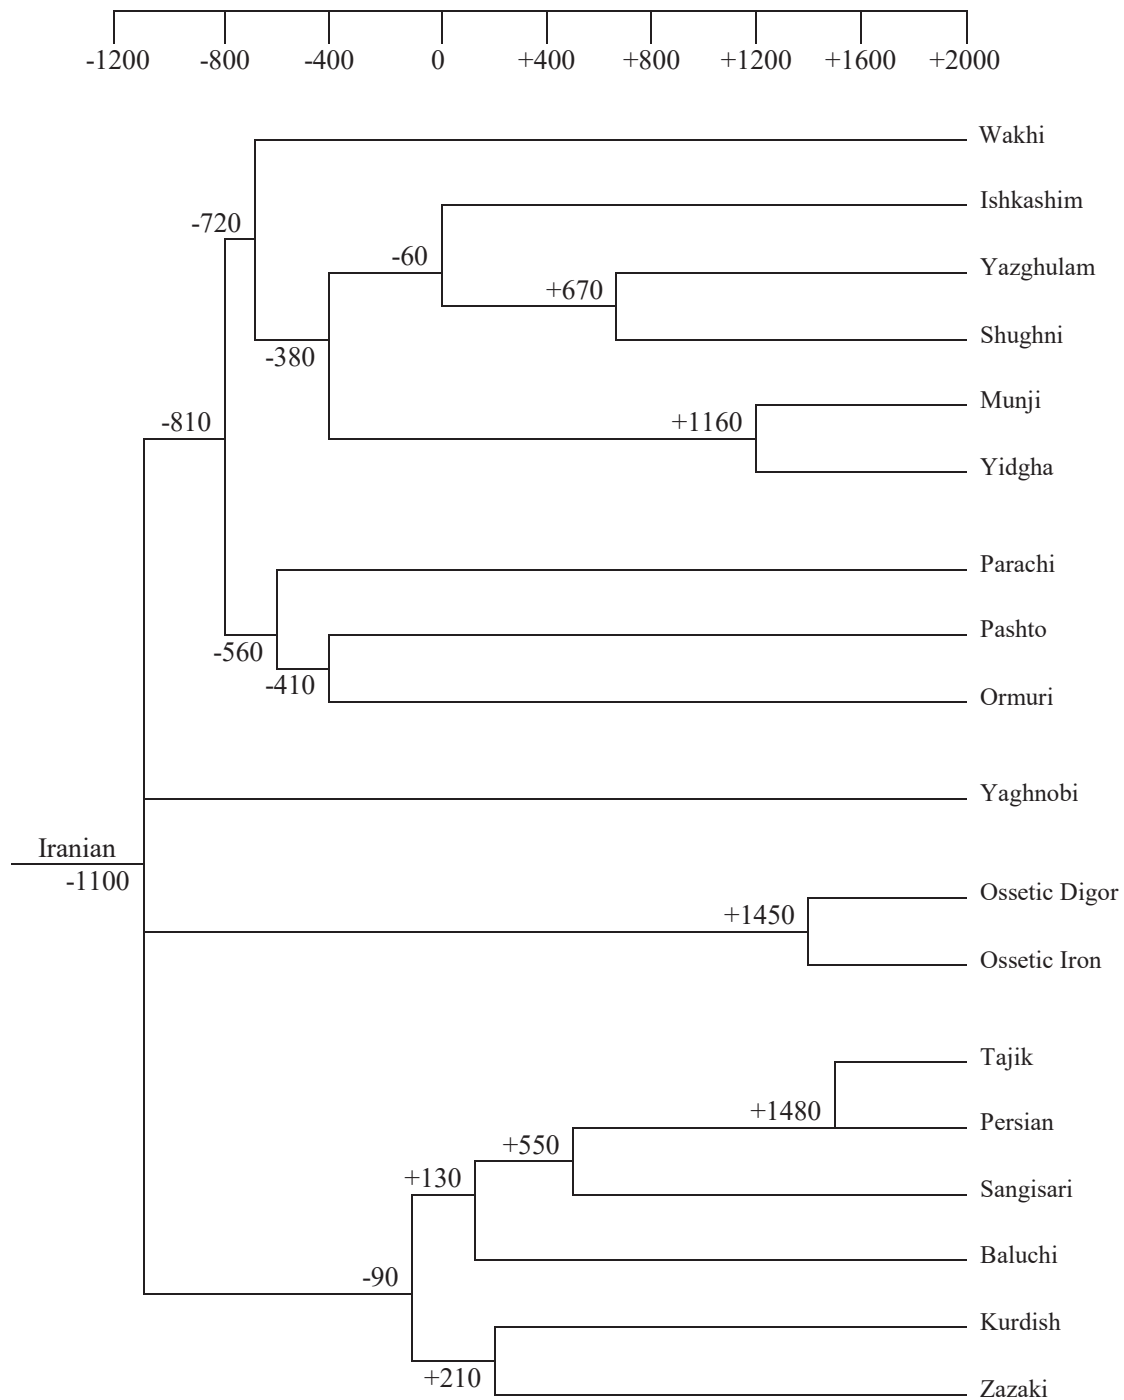 -1200 -800 -400 0 +400 +800 +1200 +1600 +2000
Wakhi
Ishkashim
-720
-60
Yazghulam
+670
Shughni
-380
Munji
-810
+1160
Yidgha
Parachi
Pashto
-560
-410
Ormuri
Yaghnobi
Iranian
-1100
Ossetic Digor
+1450
Ossetic Iron
Tajik
+1480
Persian
+550
+130
Sangisari
Baluchi
-90
Kurdish
+210
Zazaki